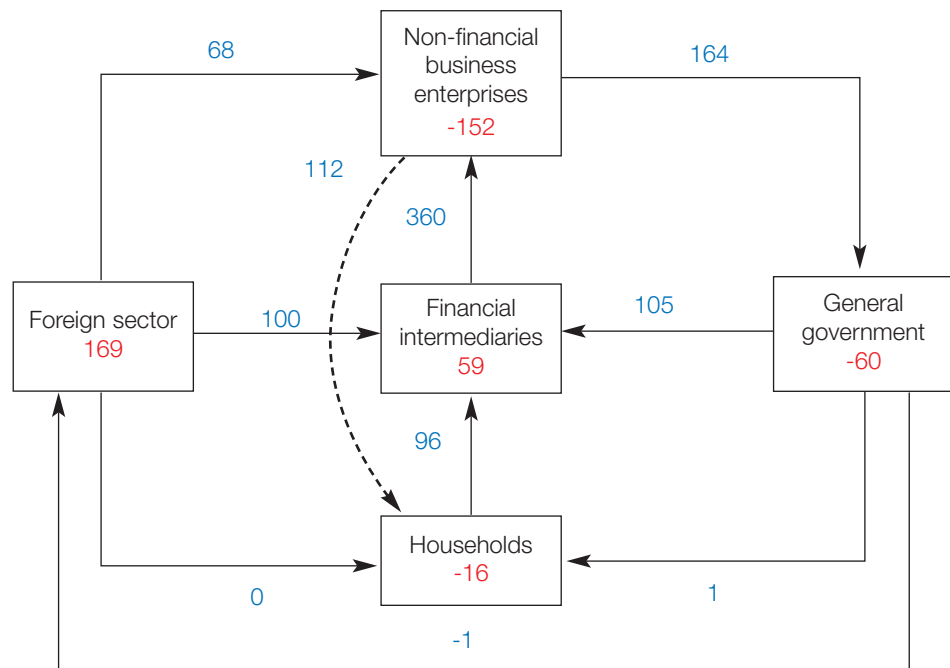 68
Non-financial
business
enterprises
-152
164
112
360
Foreign sector
169
100
Financial
intermediaries
59
105
General
government
-60
96
Households
-16
0
1
-1